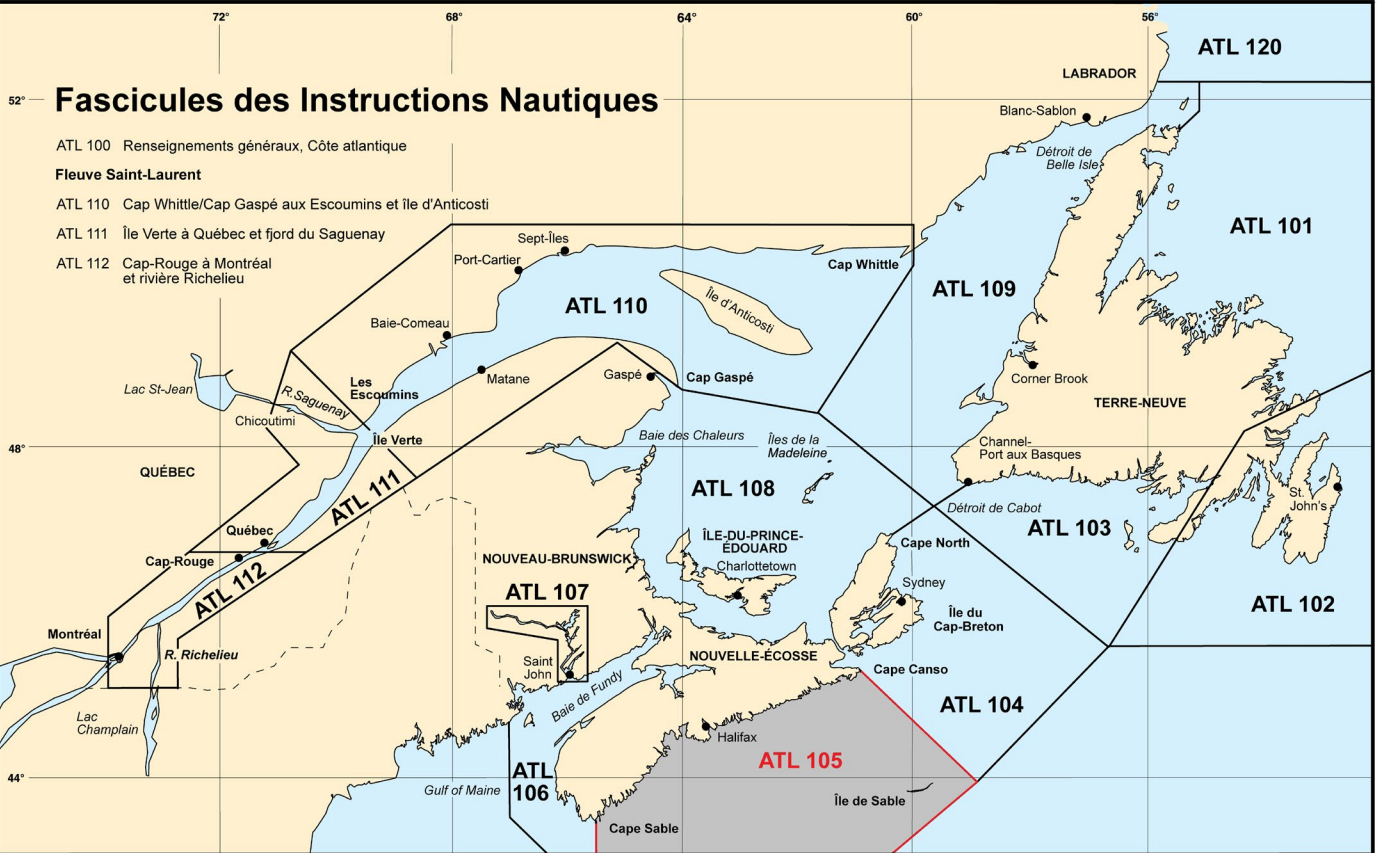 72°
68°
64°
60°
56°
ATL 120
LABRADOR
52°
Fascicules des Instructions Nautiques
Blanc-Sablon
ATL 100 Renseignements généraux, Côte atlantique
Détroit de
Belle Isle
Fleuve Saint-Laurent
ATL 110 Cap Whittle/Cap Gaspé aux Escoumins et île d'Anticosti
ATL 101
ATL 111 Île Verte à Québec et fjord du Saguenay
Sept-Îles
Port-Cartier
Cap Whittle
ATL 112 Cap-Rouge à Montréal
et rivière Richelieu
ATL 109
ATL 110
Île d'Anticosti
Baie-Comeau
Matane
Gaspé
Cap Gaspé
Corner Brook
Lac St-Jean
R.Saguenay
Les
Escoumins
TERRE-NEUVE
Chicoutimi
Île Verte
Baie des Chaleurs
Îles de la
Madeleine
Channel-
Port aux Basques
48°
QUÉBEC
ATL 111
ATL 108
St.
John's
Détroit de Cabot
ATL 103
Québec
Cap-Rouge
ÎLE-DU-PRINCE-
ÉDOUARD
Charlottetown
Cape North
NOUVEAU-BRUNSWICK
ATL 112
ATL 107
Sydney
ATL 102
Île du
Cap-Breton
Montréal
R. Richelieu
Saint
John
NOUVELLE-ÉCOSSE
Cape Canso
Baie de Fundy
ATL 104
Lac
Champlain
Halifax
ATL 105
44°
ATL
106
Gulf of Maine
Île de Sable
Cape Sable